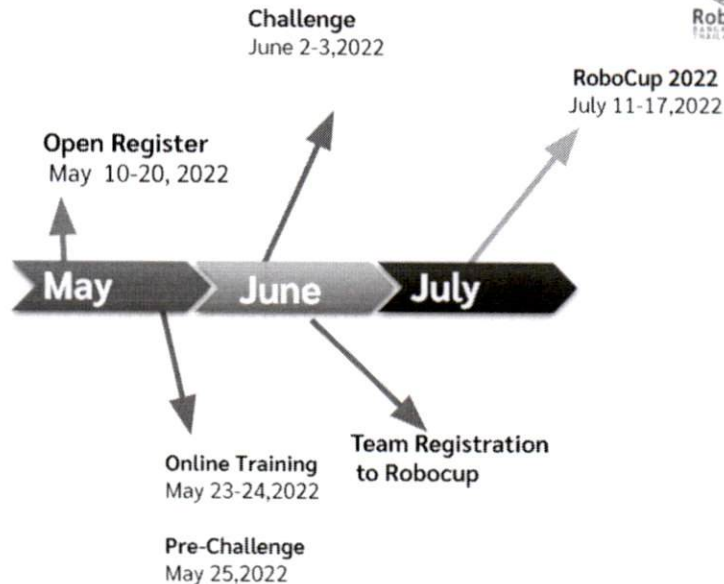 Challenge
June 2-3,2022
RoboCup 2022
July 11-17,2022
Open Register
May 10-20, 2022
May
June
July
Online Training
May 23-24,2022
Team Registration
to Robocup
Pre-Challenge
May 25,2022